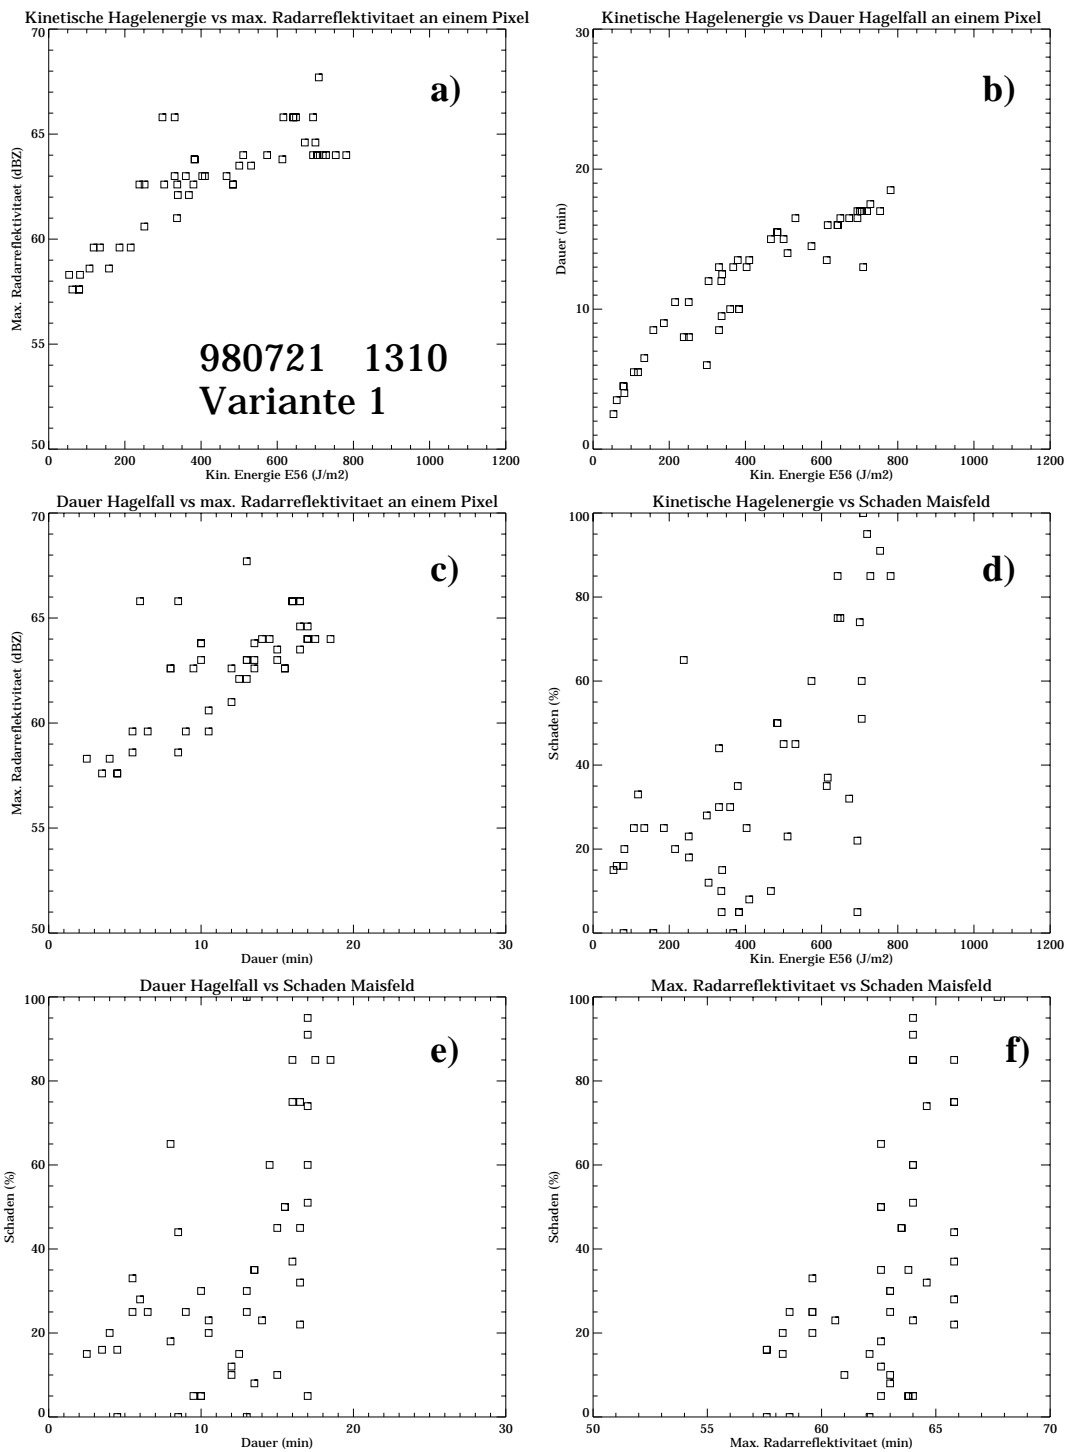 Kinetische Hagelenergie vs max. Radarreflektivitaet an einem Pixel
70
65
60
55
50
Max. Radarreflektivitaet (dBZ)
a)
980721 1310
Variante 1
0 200 400 600 800 1000 1200
Kin. Energie E56 (J/m2)
Kinetische Hagelenergie vs Dauer Hagelfall an einem Pixel
30
20
10
0
Dauer (min)
b)
0 200 400 600 800 1000 1200
Kin. Energie E56 (J/m2)
Dauer Hagelfall vs max. Radarreflektivitaet an einem Pixel
70
65
60
55
50
Max. Radarreflektivitaet (dBZ)
c)
0 10 20 30
Dauer (min)
Kinetische Hagelenergie vs Schaden Maisfeld
100
80
60
40
20
0
Schaden (%)
d)
0 200 400 600 800 1000 1200
Kin. Energie E56 (J/m2)
Dauer Hagelfall vs Schaden Maisfeld
100
80
60
40
20
0
Schaden (%)
e)
0 10 20 30
Dauer (min)
Max. Radarreflektivitaet vs Schaden Maisfeld
100
80
60
40
20
0
Schaden (%)
f)
50 55 60 65 70
Max. Radarreflektivitaet (min)